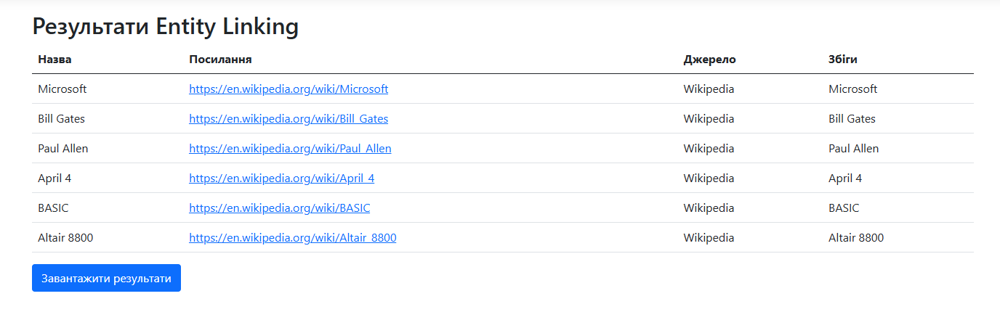 Результати Entity Linking
Назва Посилання Джерело Збіги
Microsoft https://en.wikipedia.org/wiki/Microsoft Wikipedia Microsoft
Bill Gates https://en.wikipedia.org/wiki/Bill_Gates Wikipedia Bill Gates
Paul Allen https://en.wikipedia.org/wiki/Paul_Allen Wikipedia Paul Allen
April 4 https://en.wikipedia.org/wiki/April_4 Wikipedia April 4
BASIC https://en.wikipedia.org/wiki/BASIC Wikipedia BASIC
Altair 8800 https://en.wikipedia.org/wiki/Altair_8800 Wikipedia Altair 8800
Завантажити результати